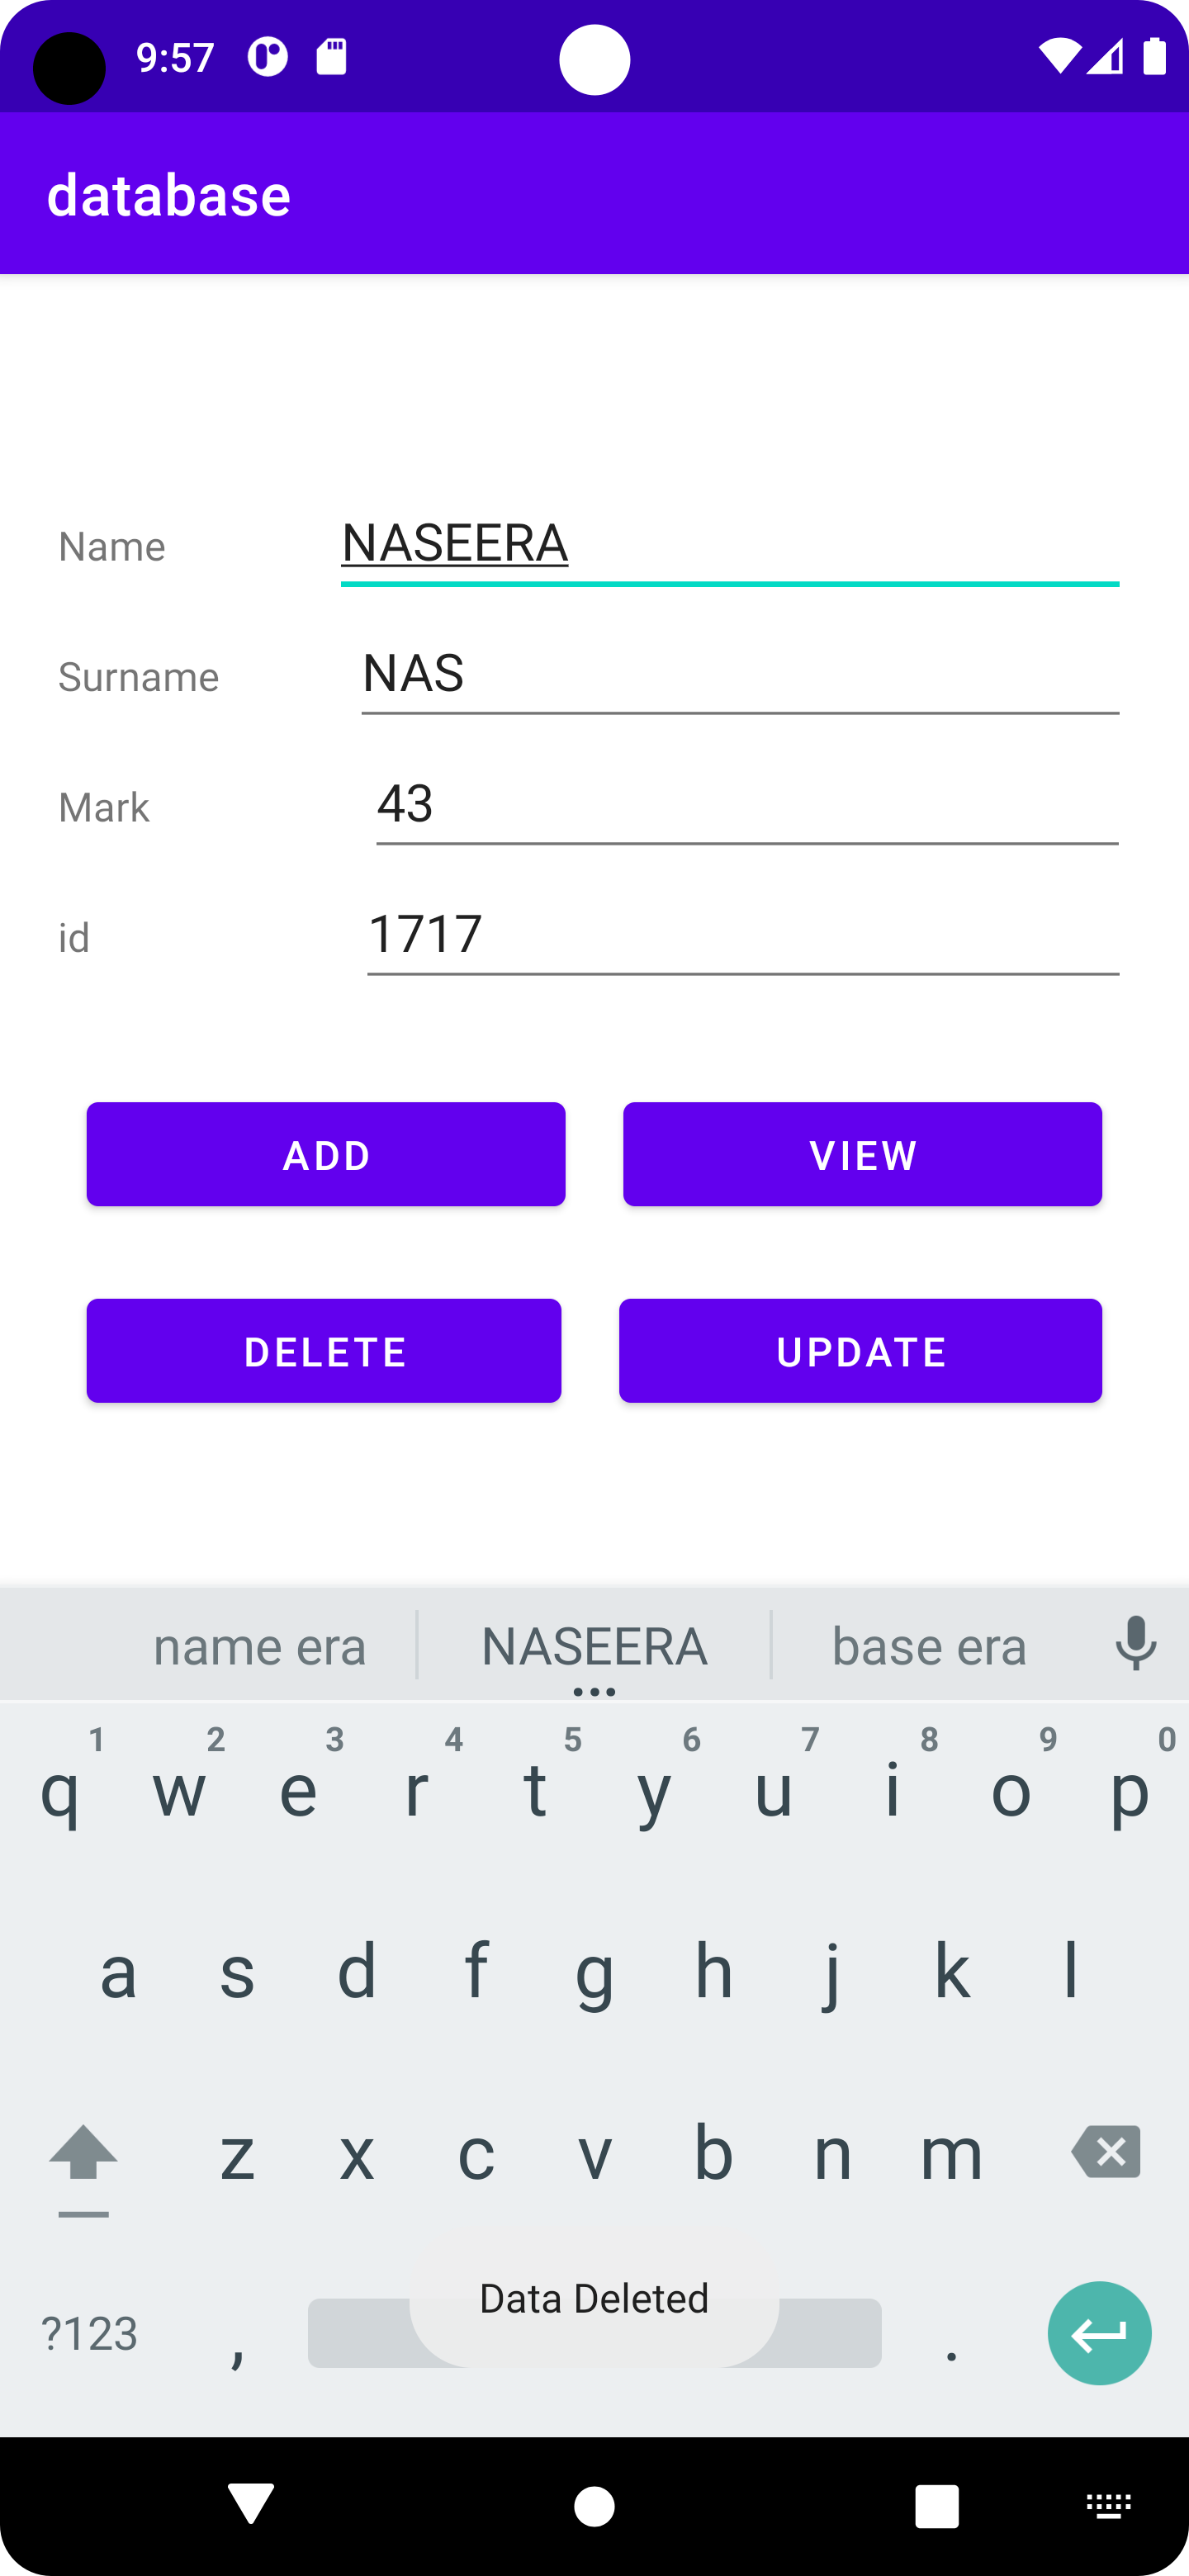 9:57
database
Name NASEERA
Surname NAS
Mark 43
id 1717
ADD VIEW
DELETE UPDATE
name era NASEERA base era
1 2 3 4 5 6 7 8 9 0
q w e r t y u i o p
a s d f g h j k l
z x c v b n m
Data Deleted
?123 , .